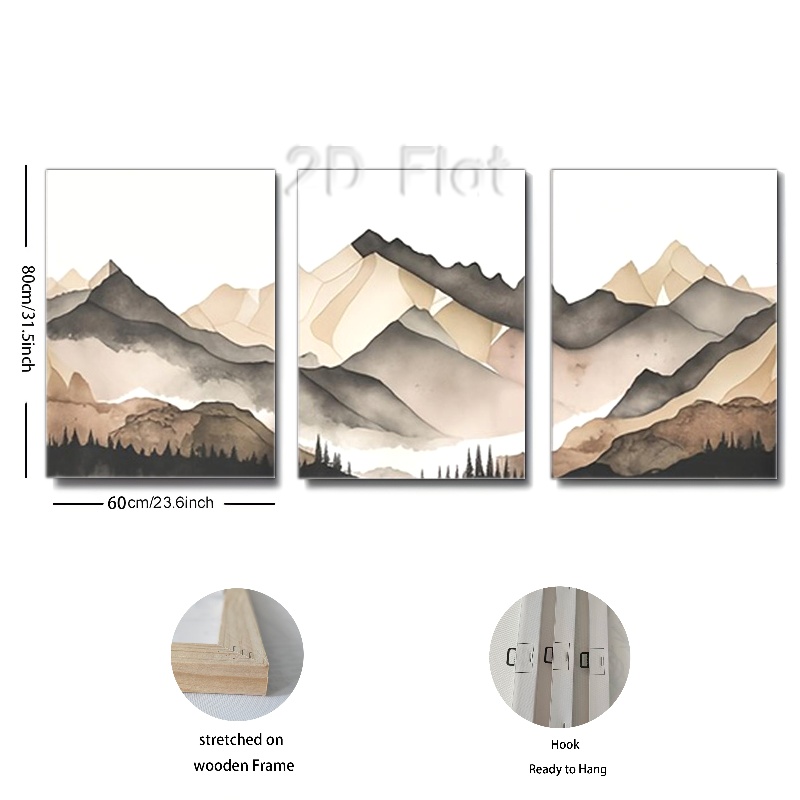 2D Flat
80cm/31.5inch
60cm/23.6inch
stretched on
wooden Frame
Hook
Ready to Hang